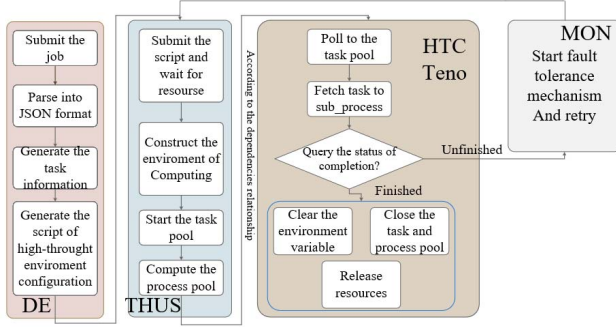 Submit the
job
Parse into
JSON format
Generate the
task
information
Generate the
script of
high-throught
enviroment
configuration
DE
Submit the
script and
wait for
resourse
Construct the
enviroment of
Computing
Start the task
pool
Compute the
process pool
THUS
According to the dependencies relationship
Poll to the
task pool
Fetch task to
sub_process
Query the status of
completion?
Unfinished
Finished
Clear the
environment
variable
Close the
task and
process pool
Release
resources
HTC
Teno
MON
Start fault
tolerance
mechanism
And retry